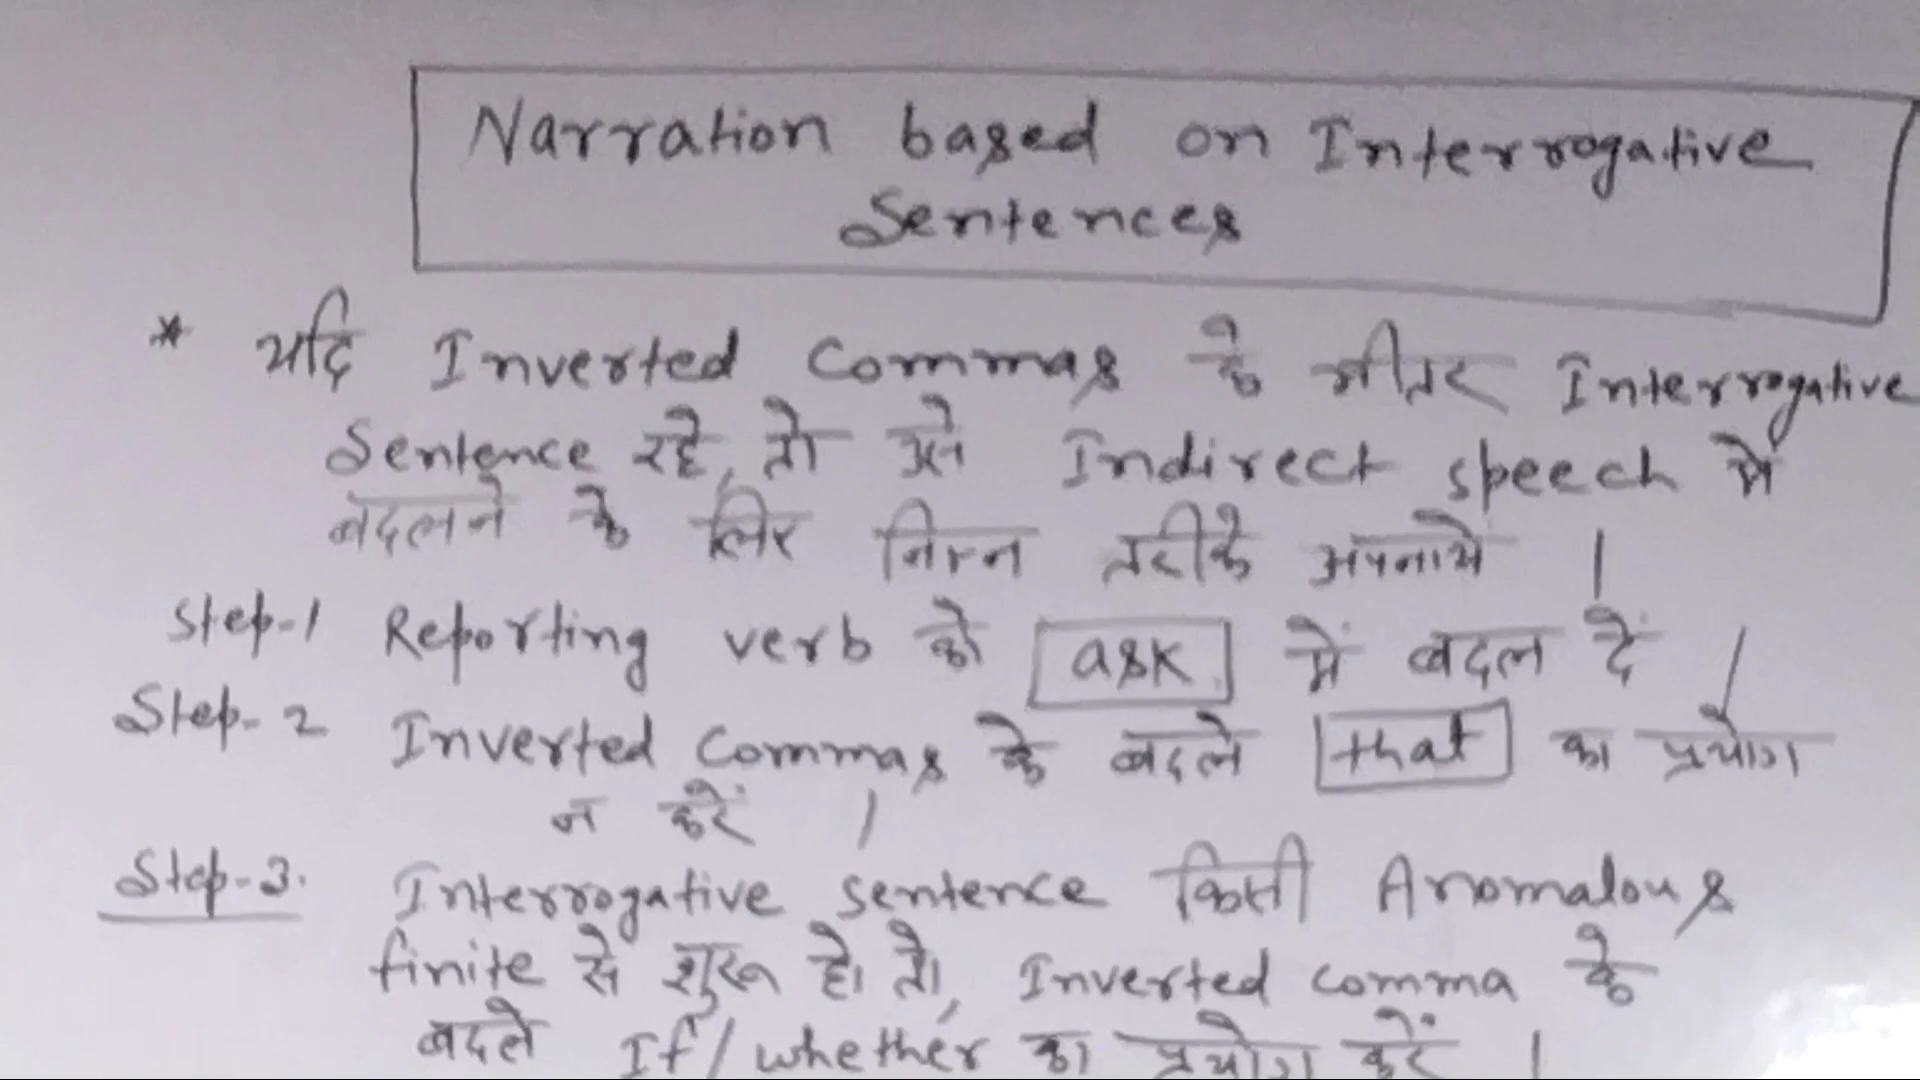 Narration based on Interrogative
Sentences
* यदि Inverted Commas के भीतर Interrogative
Sentence रहे, तो उसे Indirect speech में
बदलने के लिए निम्न तरीके अपनाये |
Step-1 Reporting verb को ask में बदल दें |
Step-2 Inverted Commas के बदले that का प्रयोग
न करें |
Step-3. Interrogative sentence किसी Anomalous
finite से शुरू हो तो, Inverted comma के
बदले If/whether का प्रयोग करें |